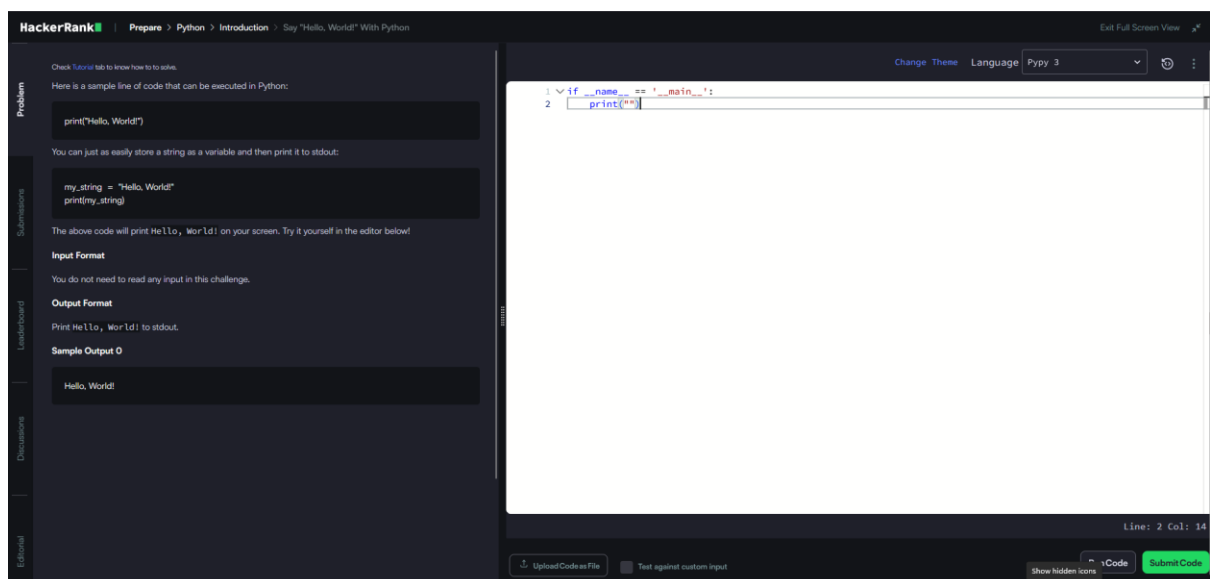 HackerRank | Prepare > Python > Introduction > Say "Hello, World!" With Python
Exit Full Screen View
Problem
Submissions
Leaderboard
Discussions
Editorial
Check Tutorial tab to know how to to solve.
Here is a sample line of code that can be executed in Python:
print("Hello, World!")
You can just as easily store a string as a variable and then print it to stdout:
my_string = "Hello, World!"
print(my_string)
The above code will print Hello, World! on your screen. Try it yourself in the editor below!
Input Format
You do not need to read any input in this challenge.
Output Format
Print Hello, World! to stdout.
Sample Output 0
Hello, World!
Change Theme Language Pypy 3
1 if __name__ == '__main__':
2 print("")
Line: 2 Col: 14
Upload Code as File
Test against custom input
Code
Submit Code
Show hidden icons